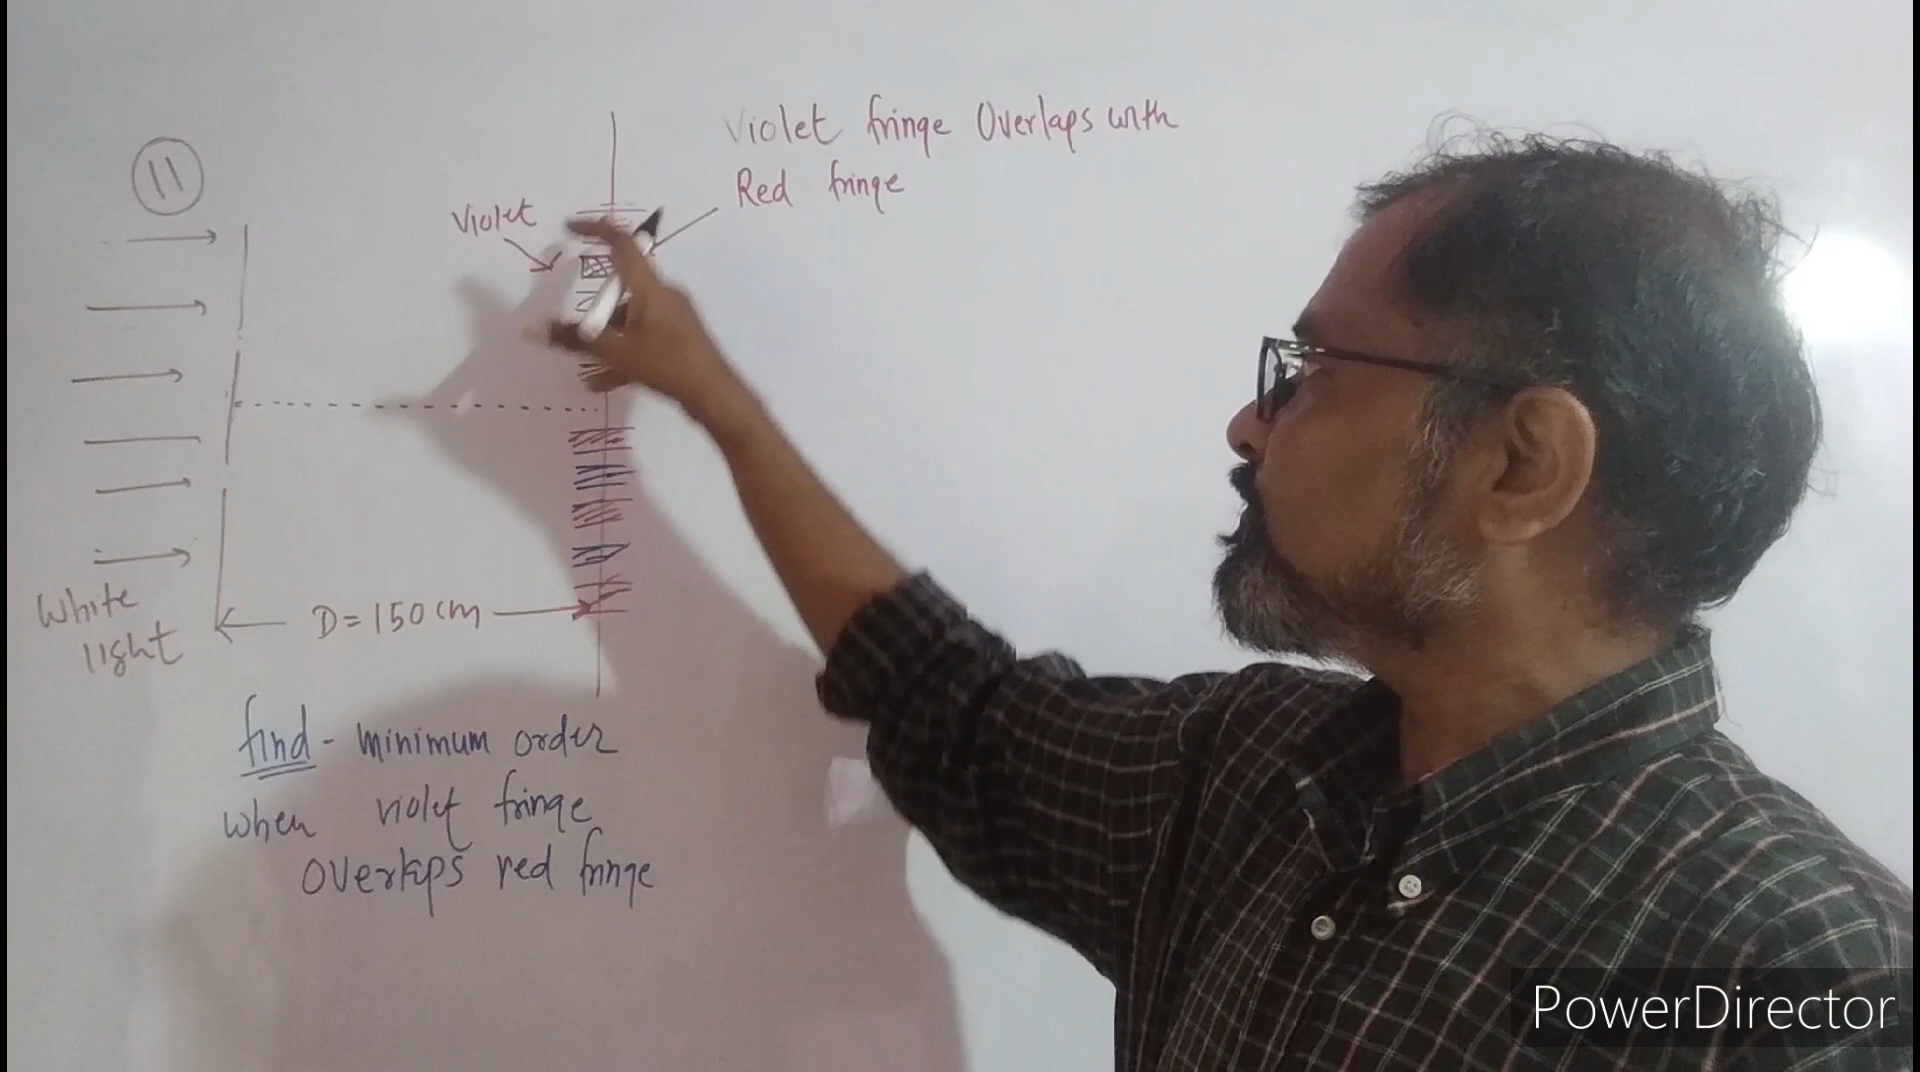 11
Violet fringe Overlaps with
Red fringe
Violet
D=150 cm
White
light
find - minimum order
when violet fringe
overlaps red fringe
PowerDirector